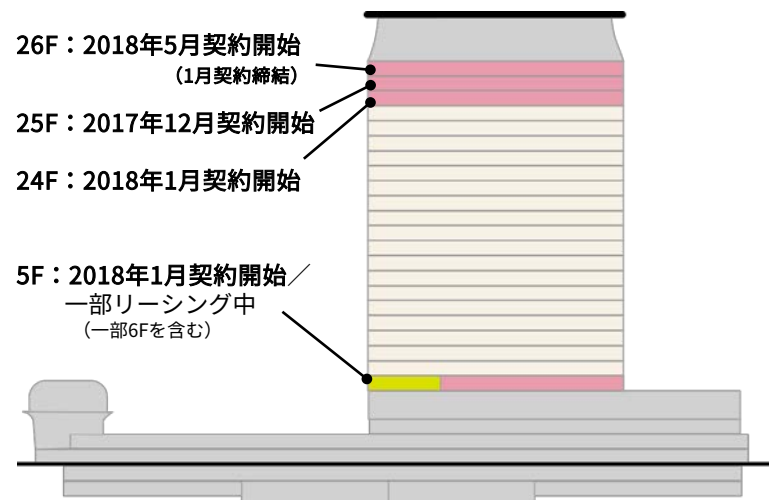 26F：2018年5月契約開始
（1月契約締結）
25F：2017年12月契約開始
24F：2018年1月契約開始
5F：2018年1月契約開始／
一部リーシング中
（一部6Fを含む）